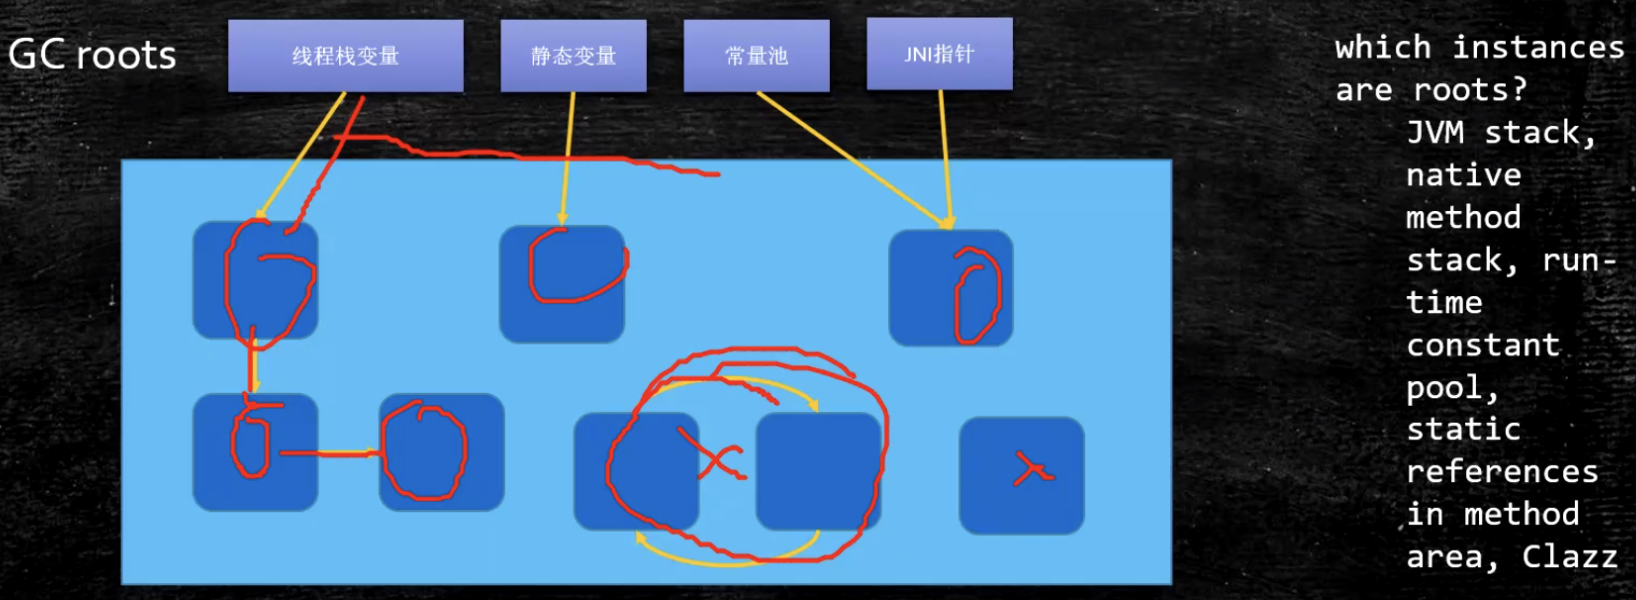 GC roots
线程栈变量
静态变量
常量池
JNI指针
which instances
are roots?
JVM stack,
native
method
stack, run-
time
constant
pool,
static
references
in method
area, Clazz